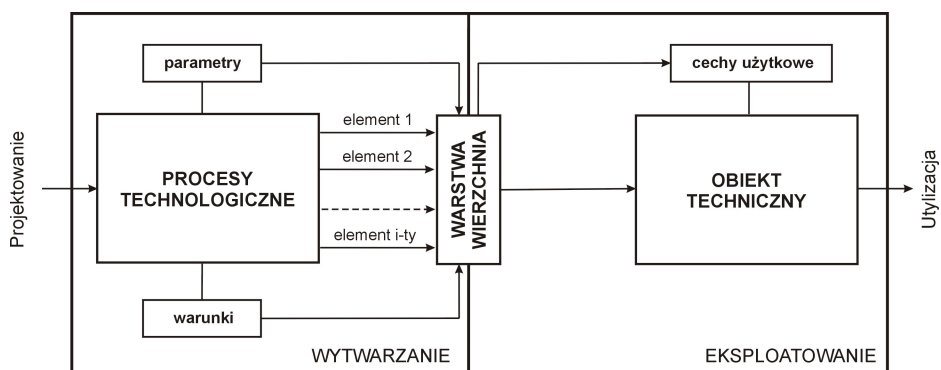 Projektowanie
parametry
PROCESY
TECHNOLOGICZNE
warunki
element 1
element 2
element i-ty
WYTWARZANIE
WARSTWA
WIERZCHNIA
cechy użytkowe
OBIEKT
TECHNICZNY
EKSPLOATOWANIE
Utylizacja